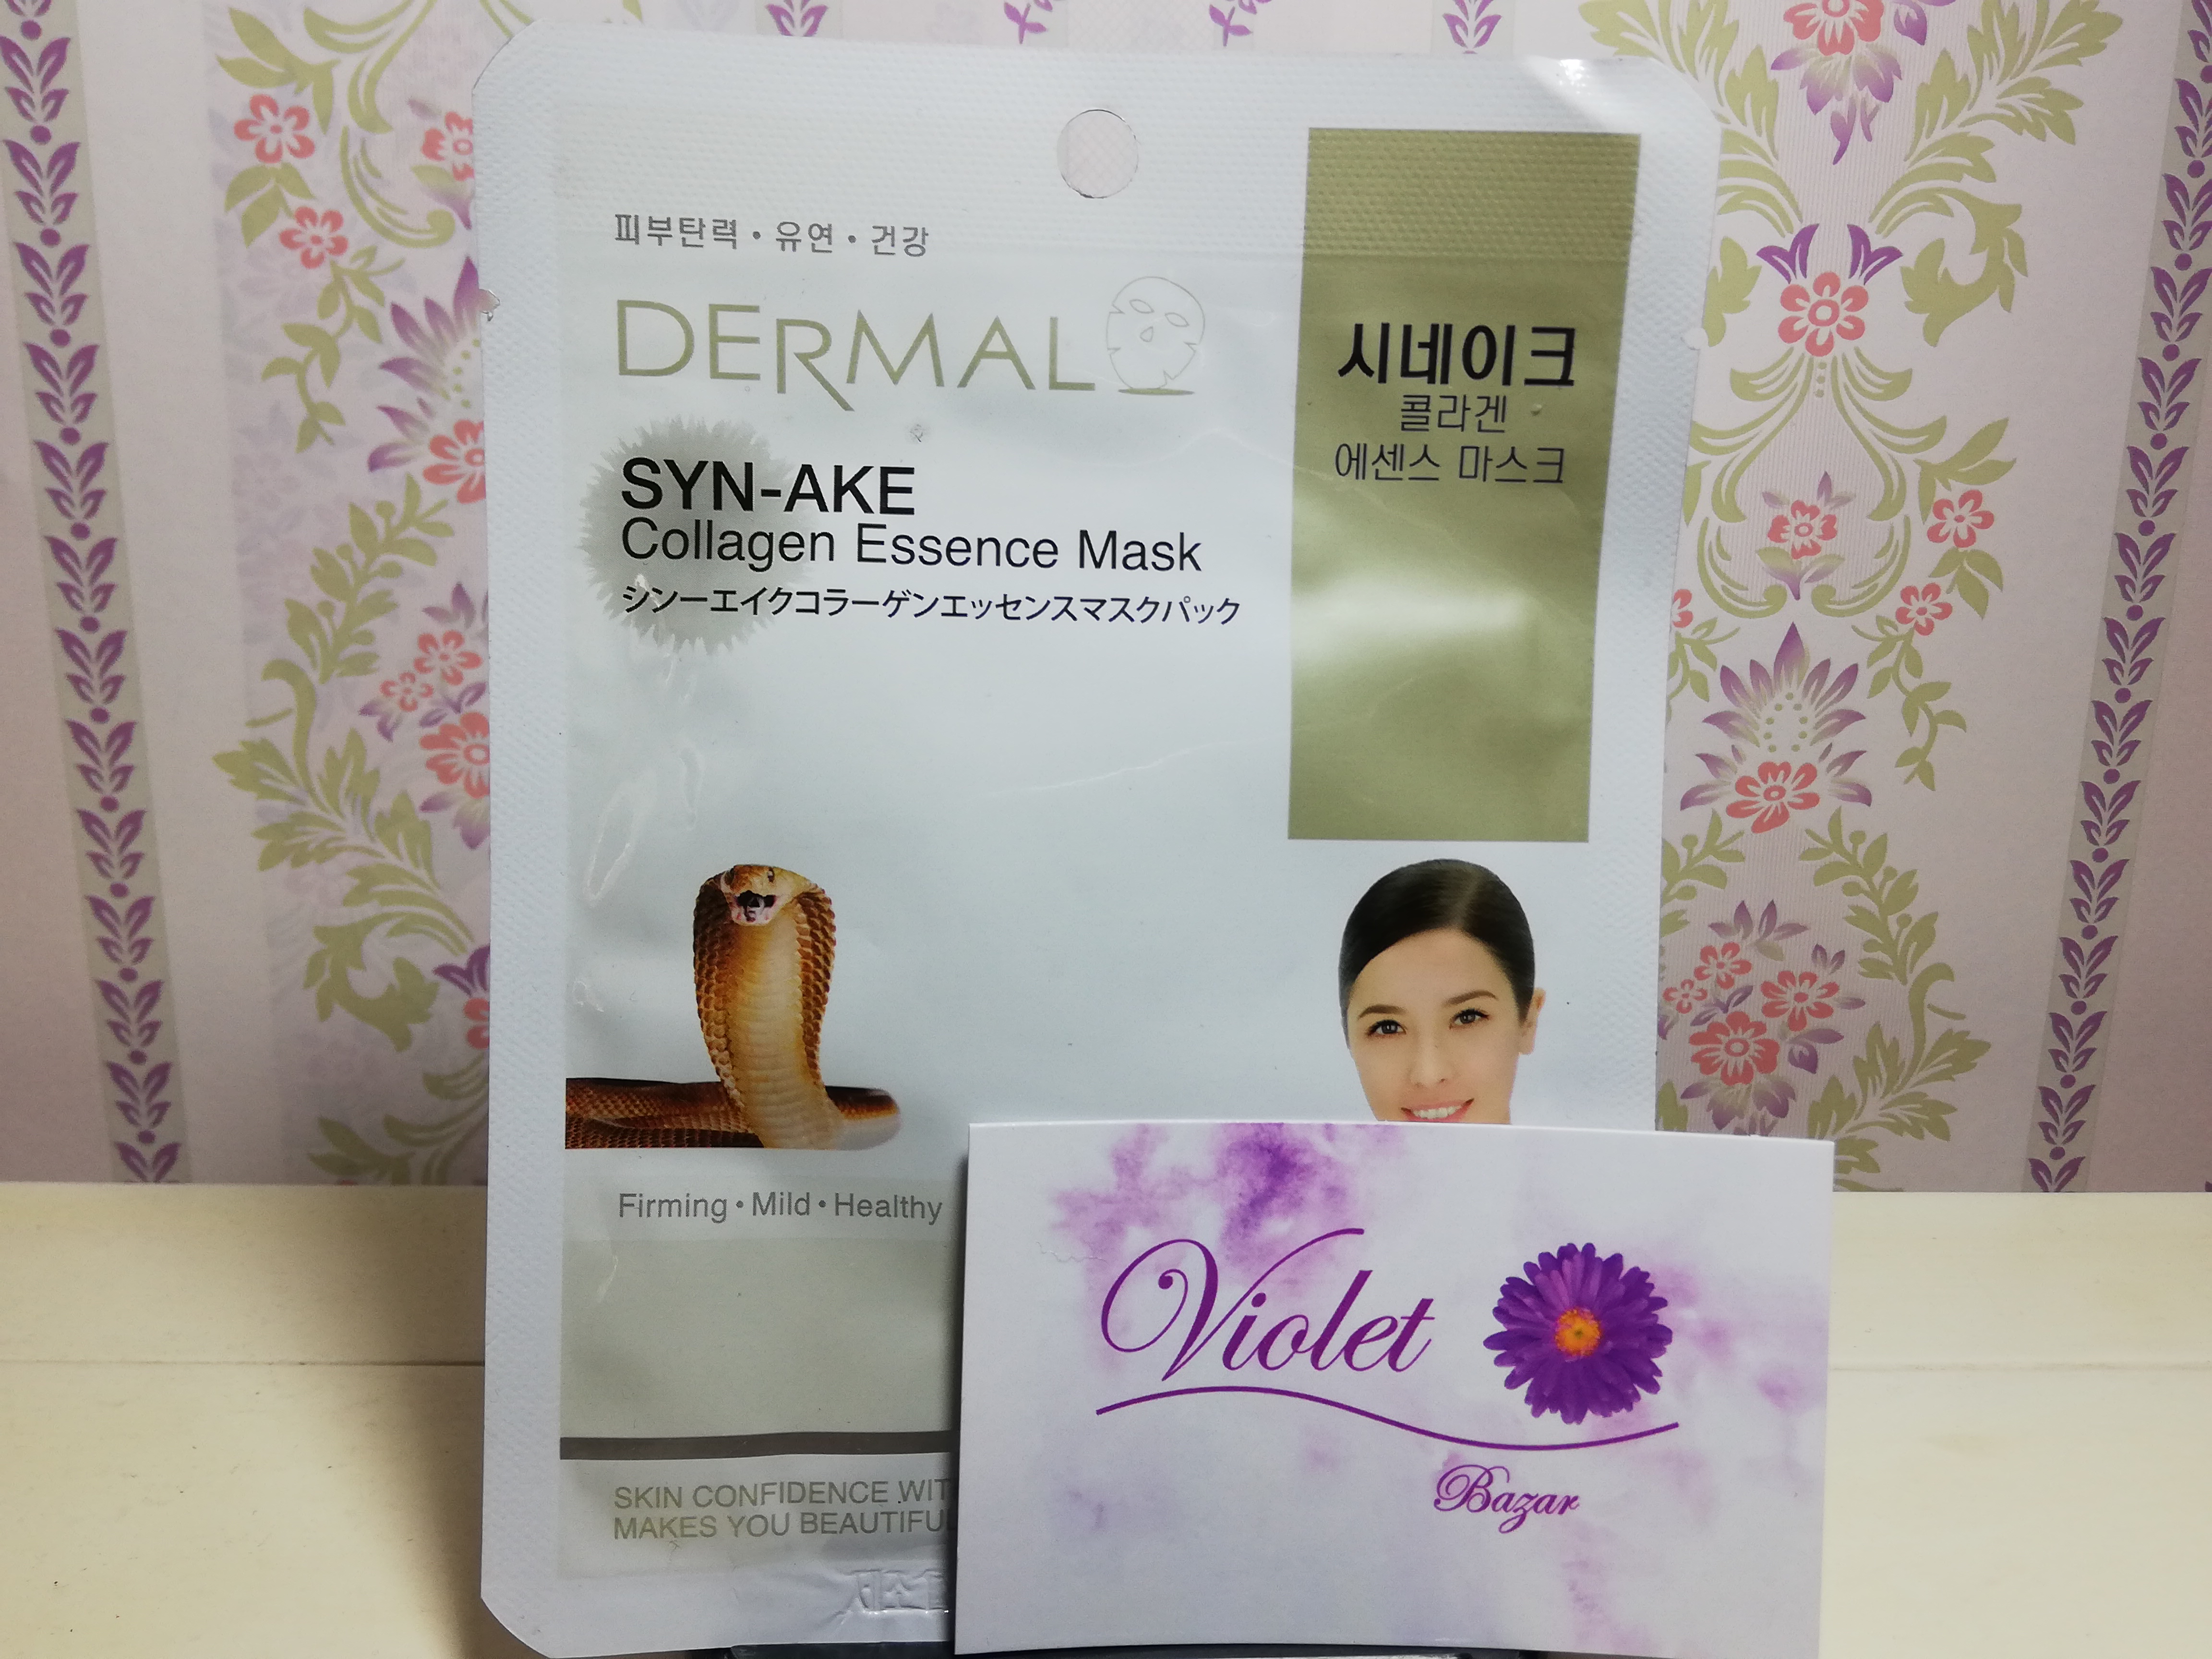 피부탄력 • 유연 • 건강
DERMAL
SYN-AKE
Collagen Essence Mask
シンーエイクコラーゲンエッセンスマスクパック
시네이크
콜라겐
에센스 마스크
Firming • Mild • Healthy
SKIN CONFIDENCE
MAKES YOU BEAUTIFUL
Violet
Bazar